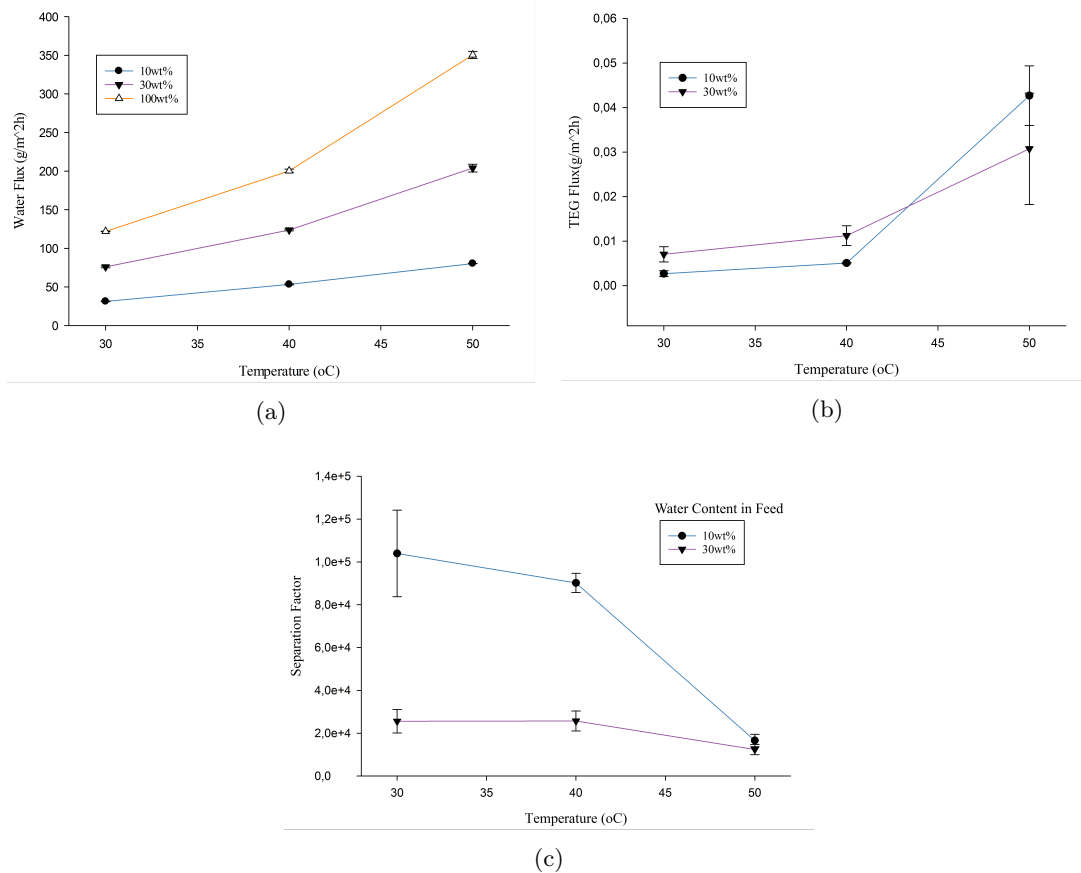 400
350
300
250
200
150
100
50
0
Water Flux (g/m^2h)
10wt%
30wt%
100wt%
30 35 40 45 50
Temperature (oC)
(a)
0,06
0,05
0,04
0,03
0,02
0,01
0,00
TEG Flux(g/m^2h)
10wt%
30wt%
30 35 40 45 50
Temperature (oC)
(b)
1,4e+5
1,2e+5
1,0e+5
8,0e+4
6,0e+4
4,0e+4
2,0e+4
0,0
Separation Factor
Water Content in Feed
10wt%
30wt%
30 35 40 45 50
Temperature (oC)
(c)